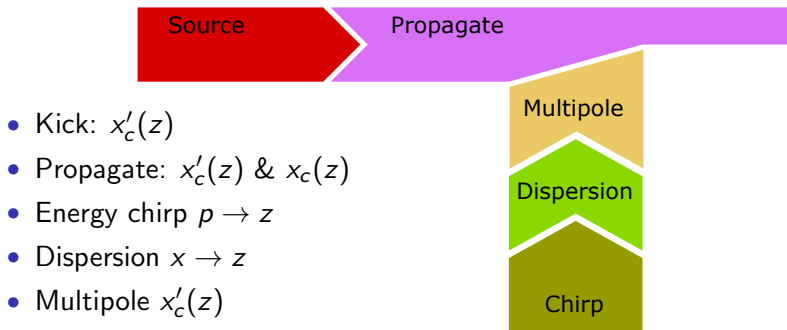 Source
Propagate
Multipole
Dispersion
Chirp
• Kick: x′c(z)
• Propagate: x′c(z) & xc(z)
• Energy chirp p → z
• Dispersion x → z
• Multipole x′c(z)